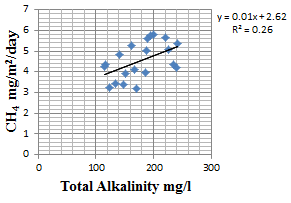 y = 0.01x + 2.62
R² = 0.26
CH₄ mg/m²/day
7
6
5
4
3
2
1
0
0 100 200 300
Total Alkalinity mg/l